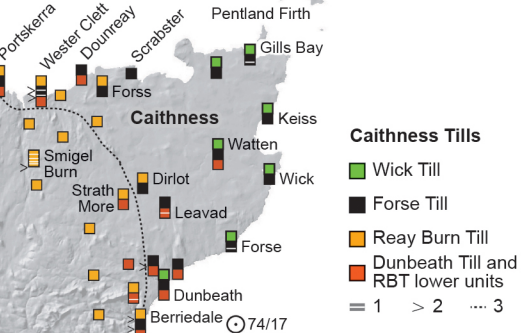 Portskerra
Wester Clett
Dounreay
Scrabster
Pentland Firth
Gills Bay
Forss
Caithness
Keiss
Smigel
Burn
Watten
Strath
More
Dirlot
Wick
Leavad
Forse
Dunbeath
Berriedale
74/17
Caithness Tills
Wick Till
Forse Till
Reay Burn Till
Dunbeath Till and
RBT lower units
1 > 2 3